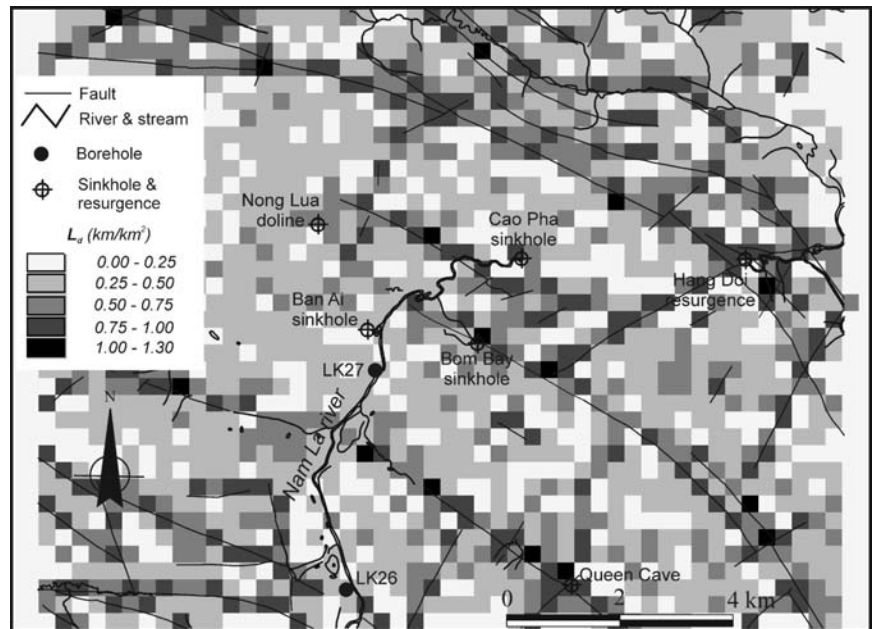 Fault
River & stream
Borehole
Sinkhole &
resurgence
L_d (km/km²)
0.00 - 0.25
0.25 - 0.50
0.50 - 0.75
0.75 - 1.00
1.00 - 1.30
Nong Lua
doline
Cao Pha
sinkhole
Hang Doi
resurgence
Ban Ai
sinkhole
Bom Bay
sinkhole
LK27
N
Nam La river
LK26
Queen Cave
0 2 4 km